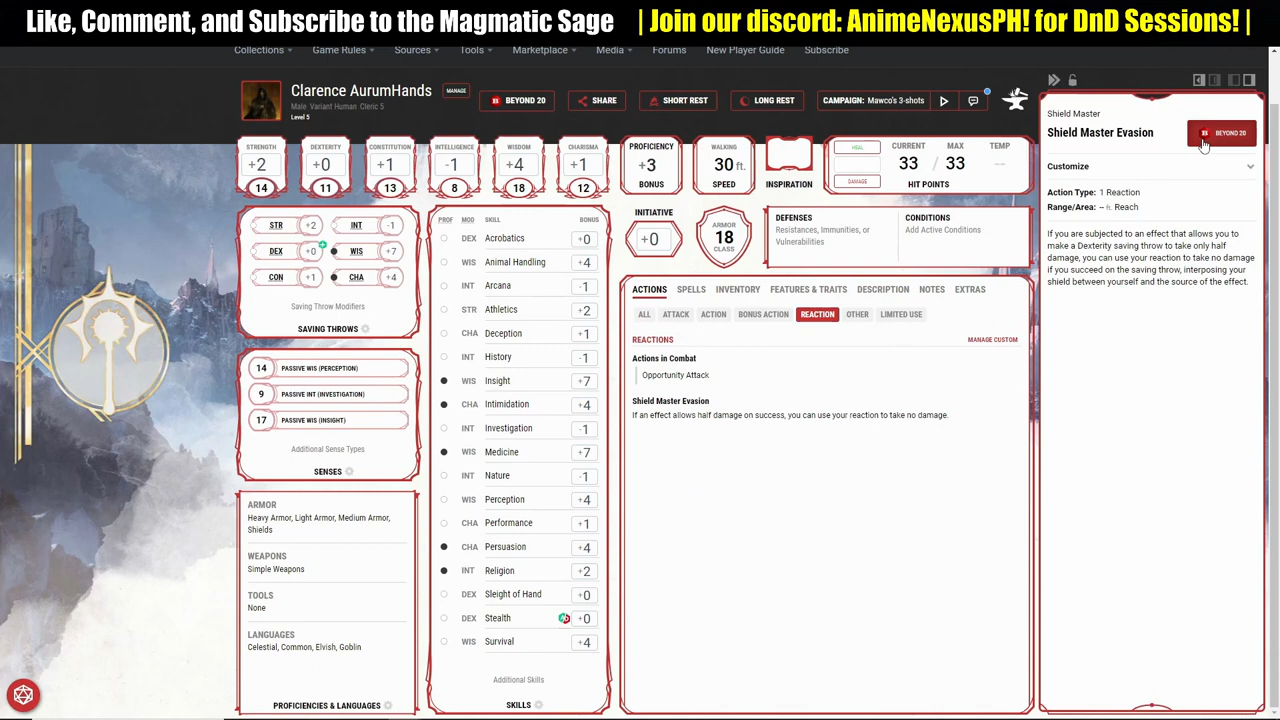 Like, Comment, and Subscribe to the Magmatic Sage | Join our discord: AnimeNexusPH! for DnD Sessions! |
Collections Game Rules Sources Tools Marketplace Media Forums New Player Guide Subscribe
Clarence AurumHands
MANAGE
Male Variant Human Cleric 5
Level 5
BEYOND 20
SHARE
SHORT REST
LONG REST
CAMPAIGN: Mawco's 3-shots
STRENGTH
+2
14
DEXTERITY
+0
11
CONSTITUTION
+1
13
INTELLIGENCE
-1
8
WISDOM
+4
18
CHARISMA
+1
12
PROFICIENCY
+3
BONUS
WALKING
30 ft.
SPEED
INSPIRATION
HEAL
DAMAGE
CURRENT MAX TEMP
33 / 33 --
HIT POINTS
STR +2 INT -1
DEX +0 WIS +7
CON +1 CHA +4
Saving Throw Modifiers
SAVING THROWS
14 PASSIVE WIS (PERCEPTION)
9 PASSIVE INT (INVESTIGATION)
17 PASSIVE WIS (INSIGHT)
Additional Sense Types
SENSES
ARMOR
Heavy Armor, Light Armor, Medium Armor,
Shields
WEAPONS
Simple Weapons
TOOLS
None
LANGUAGES
Celestial, Common, Elvish, Goblin
PROFICIENCIES & LANGUAGES
PROF MOD SKILL BONUS
DEX Acrobatics +0
WIS Animal Handling +4
INT Arcana -1
STR Athletics +2
CHA Deception +1
INT History -1
WIS Insight +7
CHA Intimidation +4
INT Investigation -1
WIS Medicine +7
INT Nature -1
WIS Perception +4
CHA Performance +1
CHA Persuasion +4
INT Religion +2
DEX Sleight of Hand +0
DEX Stealth +0
WIS Survival +4
Additional Skills
SKILLS
INITIATIVE
+0
ARMOR
18
CLASS
DEFENSES
Resistances, Immunities, or
Vulnerabilities
CONDITIONS
Add Active Conditions
ACTIONS SPELLS INVENTORY FEATURES & TRAITS DESCRIPTION NOTES EXTRAS
ALL ATTACK ACTION BONUS ACTION REACTION OTHER LIMITED USE
REACTIONS MANAGE CUSTOM
Actions in Combat
Opportunity Attack
Shield Master Evasion
If an effect allows half damage on success, you can use your reaction to take no damage.
Shield Master
Shield Master Evasion
BEYOND 20
Customize
Action Type: 1 Reaction
Range/Area: -- ft. Reach
If you are subjected to an effect that allows you to
make a Dexterity saving throw to take only half
damage, you can use your reaction to take no damage
if you succeed on the saving throw, interposing your
shield between yourself and the source of the effect.